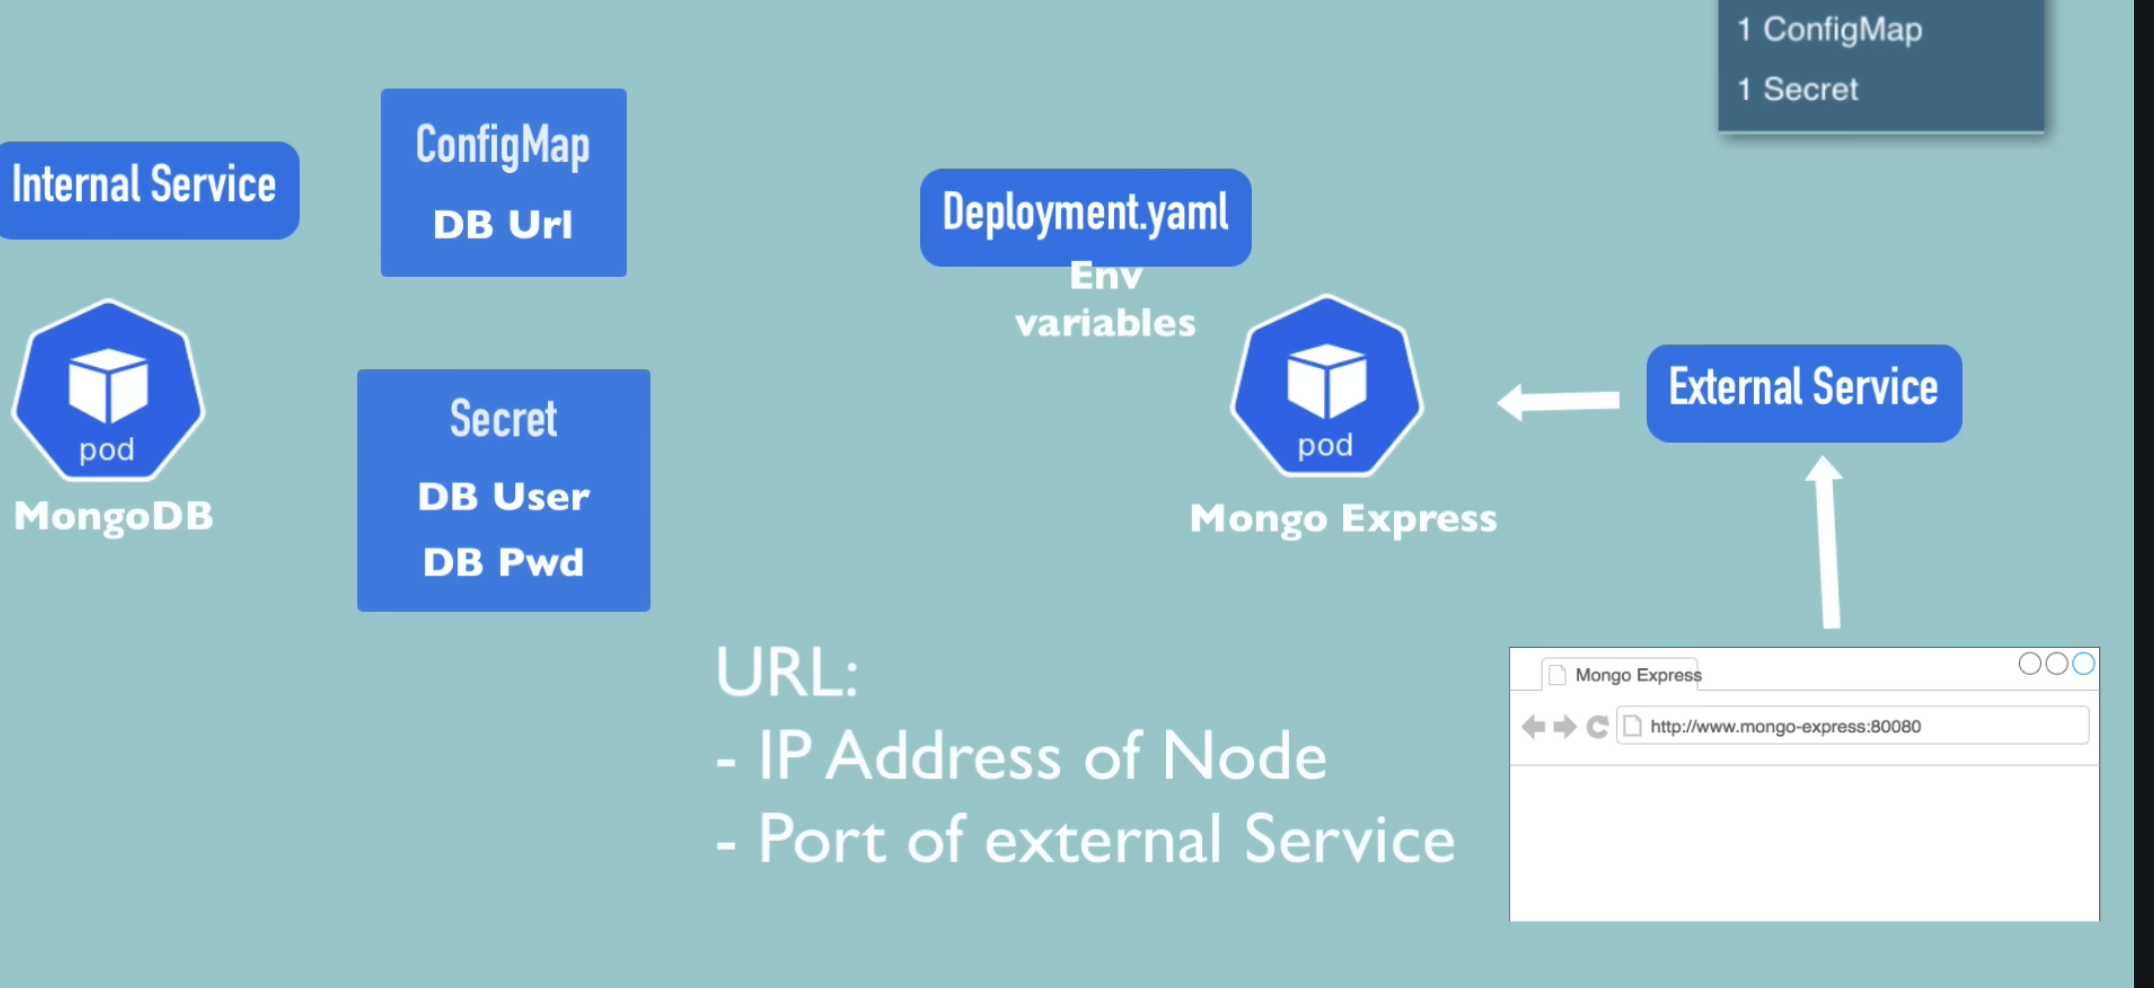 1 ConfigMap
1 Secret
Internal Service
ConfigMap
DB Url
Deployment.yaml
Env
variables
pod
MongoDB
Secret
DB User
DB Pwd
pod
Mongo Express
External Service
URL:
- IP Address of Node
- Port of external Service
Mongo Express
http://www.mongo-express:80080